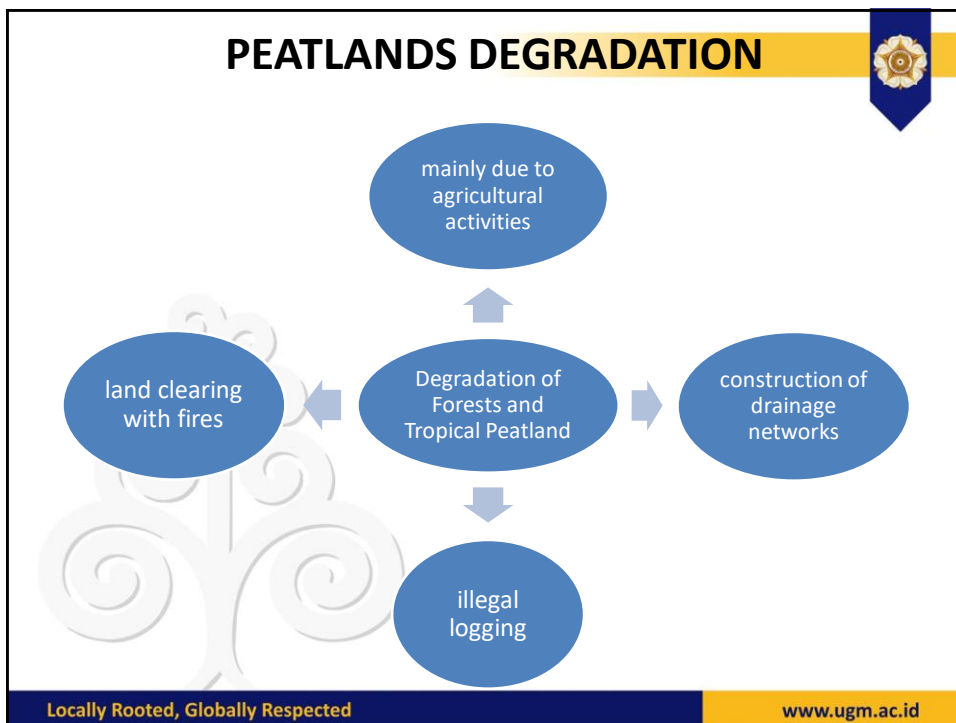 PEATLANDS DEGRADATION
mainly due to
agricultural
activities
land clearing
with fires
Degradation of
Forests and
Tropical Peatland
construction of
drainage
networks
illegal
logging
Locally Rooted, Globally Respected
www.ugm.ac.id